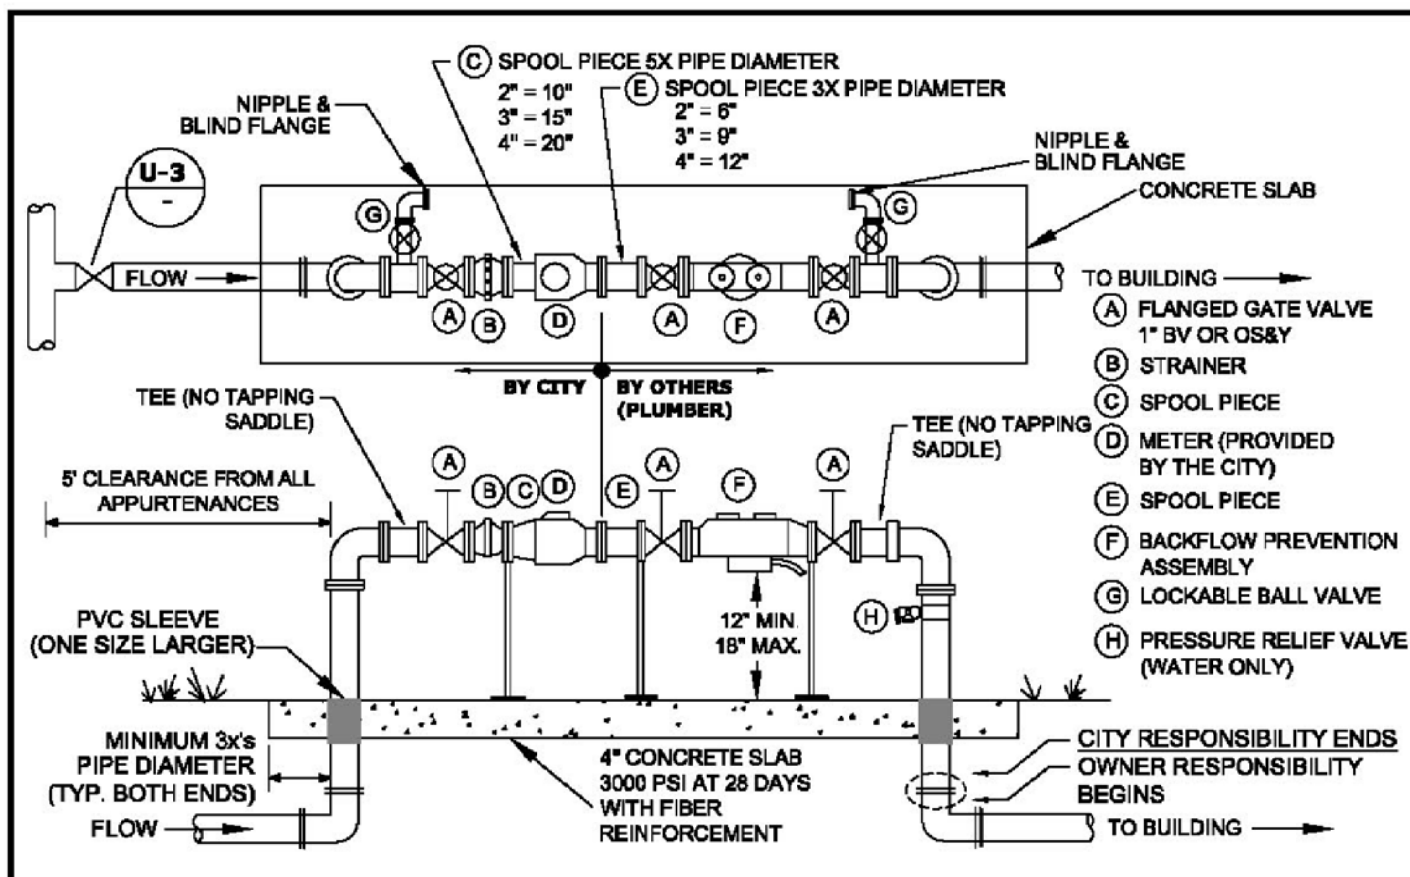 C SPOOL PIECE 5X PIPE DIAMETER
2" = 10"
3" = 15"
4" = 20"
E SPOOL PIECE 3X PIPE DIAMETER
2" = 6"
3" = 9"
4" = 12"
NIPPLE &
BLIND FLANGE
NIPPLE &
BLIND FLANGE
CONCRETE SLAB
U-3
-
G
G
FLOW
TO BUILDING
A
B
D
A
F
A
BY CITY
BY OTHERS
(PLUMBER)
A FLANGED GATE VALVE
1" BV OR OS&Y
B STRAINER
C SPOOL PIECE
D METER (PROVIDED
BY THE CITY)
E SPOOL PIECE
F BACKFLOW PREVENTION
ASSEMBLY
G LOCKABLE BALL VALVE
H PRESSURE RELIEF VALVE
(WATER ONLY)
TEE (NO TAPPING
SADDLE)
TEE (NO TAPPING
SADDLE)
5' CLEARANCE FROM ALL
APPURTENANCES
A
B
C
D
E
A
F
A
H
12" MIN.
18" MAX.
PVC SLEEVE
(ONE SIZE LARGER)
MINIMUM 3x's
PIPE DIAMETER
(TYP. BOTH ENDS)
FLOW
4" CONCRETE SLAB
3000 PSI AT 28 DAYS
WITH FIBER
REINFORCEMENT
CITY RESPONSIBILITY ENDS
OWNER RESPONSIBILITY
BEGINS
TO BUILDING